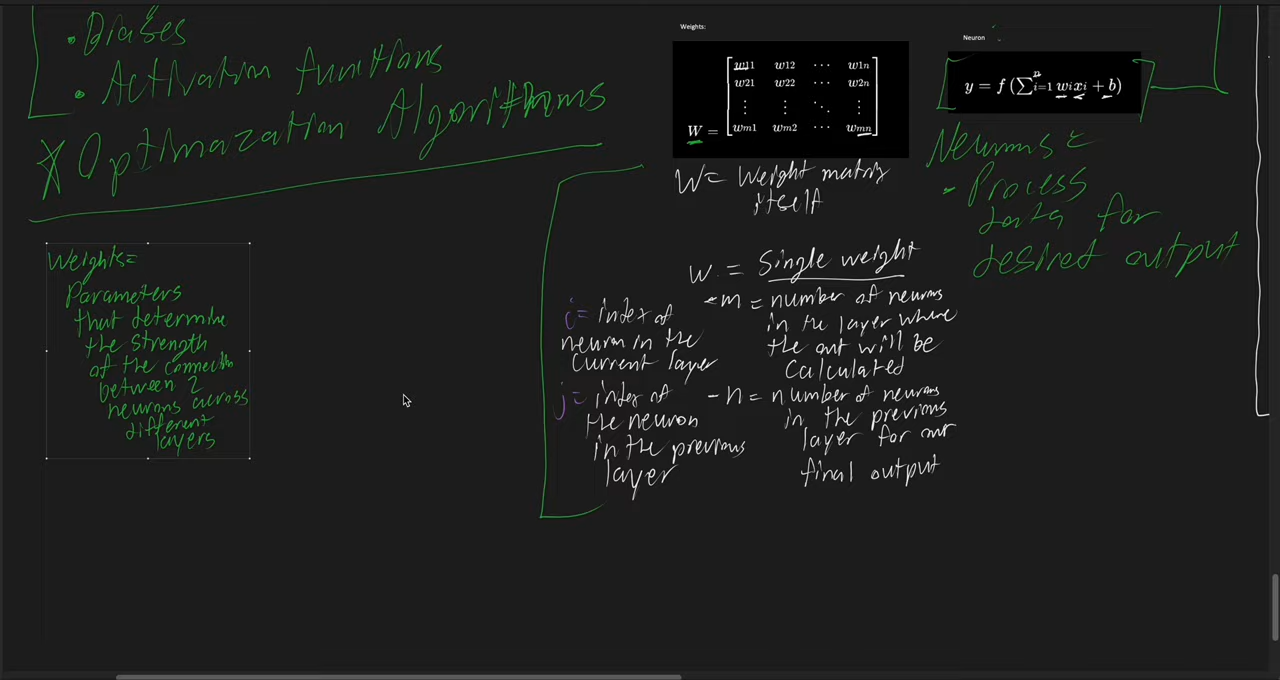 • Biases
• Activation functions
* Optimazation Algorithms
Weights=
Parameters
that determine
the strength
of the connection
between 2
neurons across
different
layers
Weights:
W = [ w11 w12 ⋯ w1n
w21 w22 ⋯ w2n
⋮ ⋮ ⋱ ⋮
wm1 wm2 ⋯ wmn ]
W = Weight matrix
itself
w. = Single weight
-m = number of neurons
in the layer where
the out will be
calculated
-n = number of neurons
in the previous
layer for our
final output
i = index of
neuron in the
current layer
j = index of
the neuron
in the previous
layer
Neuron
y = f (∑ⁿi=1 wixi + b)
Neurons =
- Process
data for
desired output